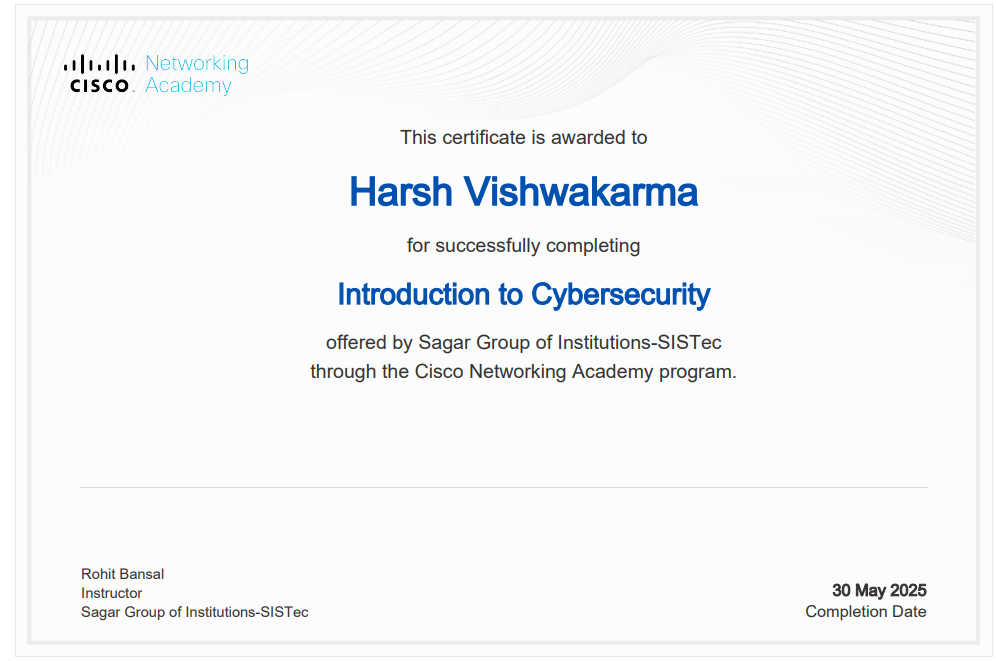 Networking
CISCO Academy
This certificate is awarded to
Harsh Vishwakarma
for successfully completing
Introduction to Cybersecurity
offered by Sagar Group of Institutions-SISTec
through the Cisco Networking Academy program.
Rohit Bansal
Instructor
Sagar Group of Institutions-SISTec
30 May 2025
Completion Date